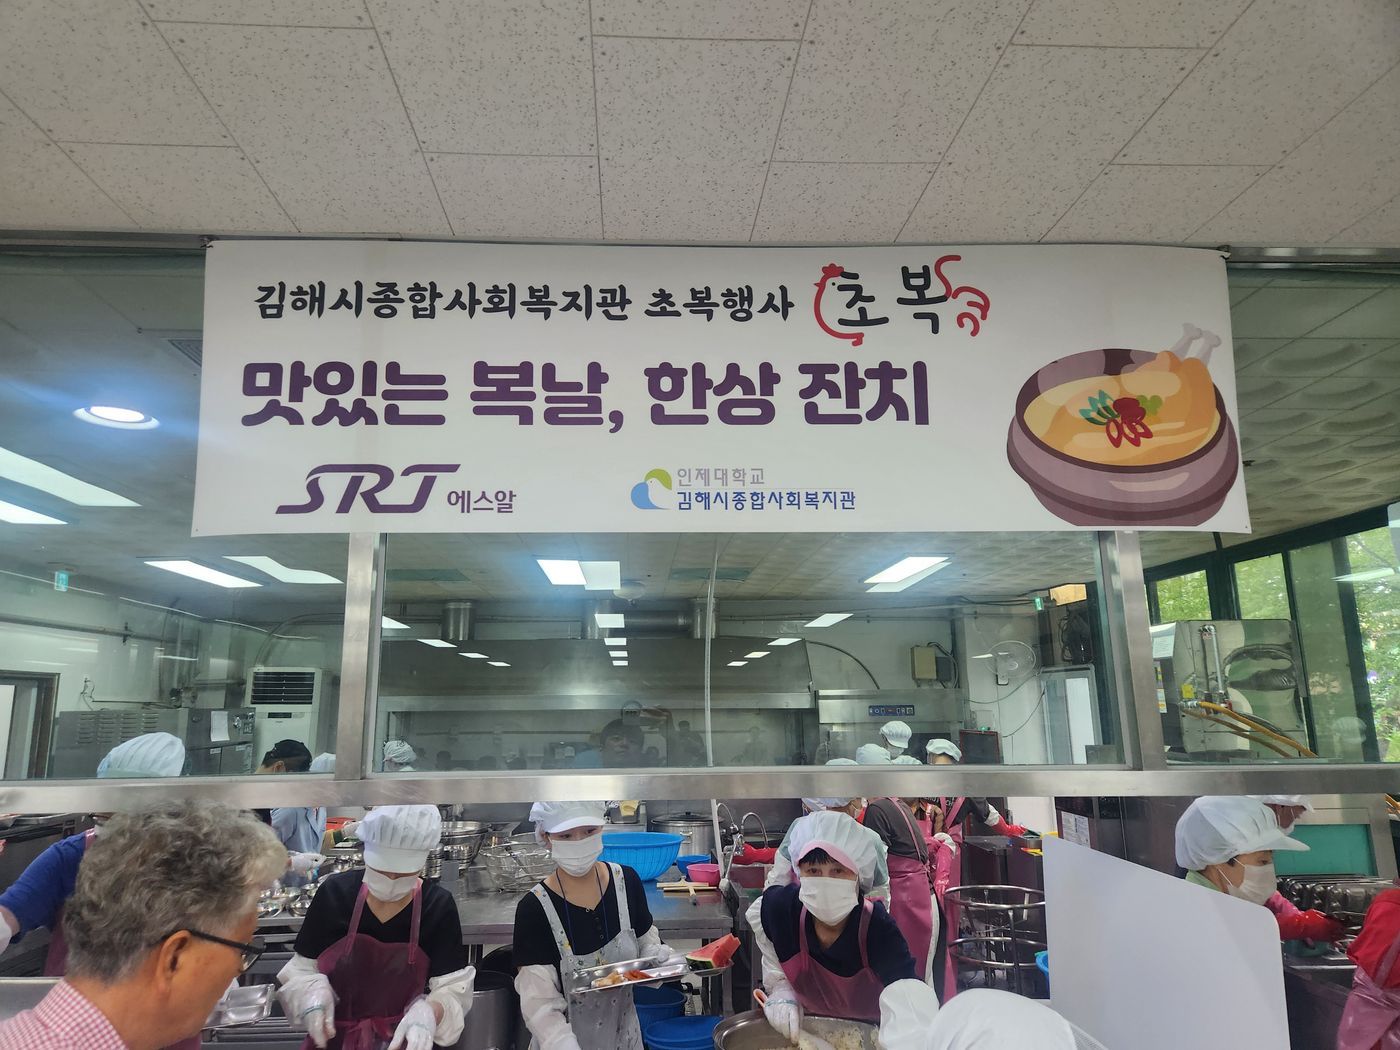 김해시종합사회복지관 초복행사 초복
맛있는 복날, 한상 잔치
SRT 에스알
인제대학교
김해시종합사회복지관